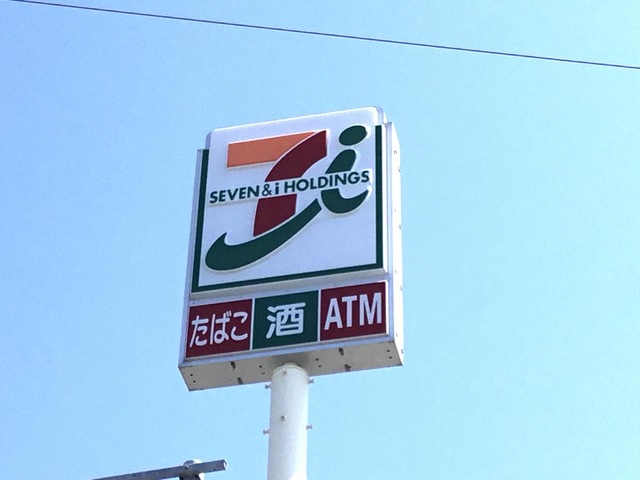 SEVEN & i HOLDINGS
たばこ 酒 ATM